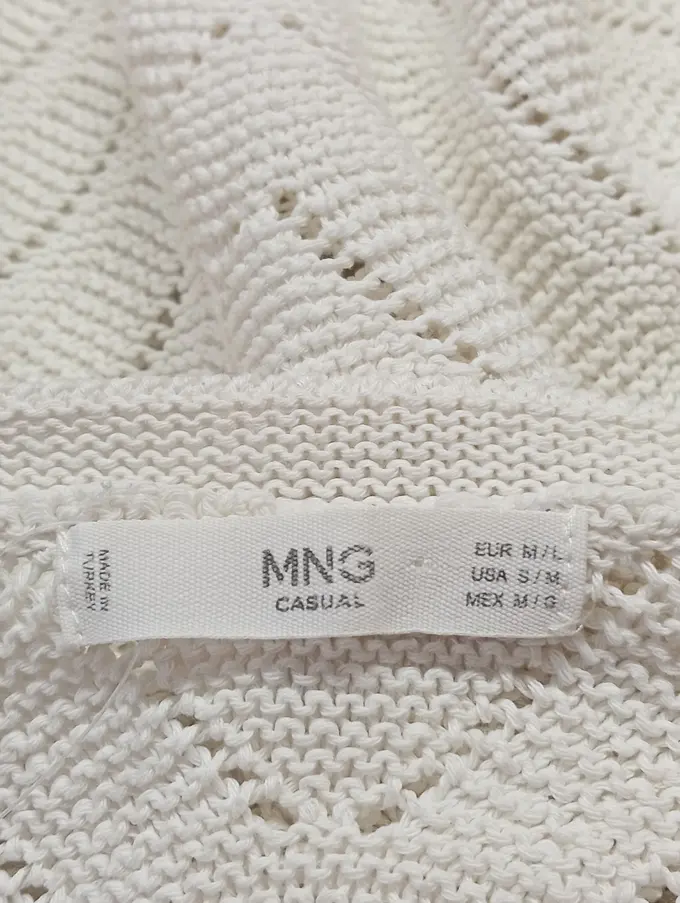 MADE IN
TURKEY
MNG
CASUAL
EUR M/L
USA S/M
MEX M/G